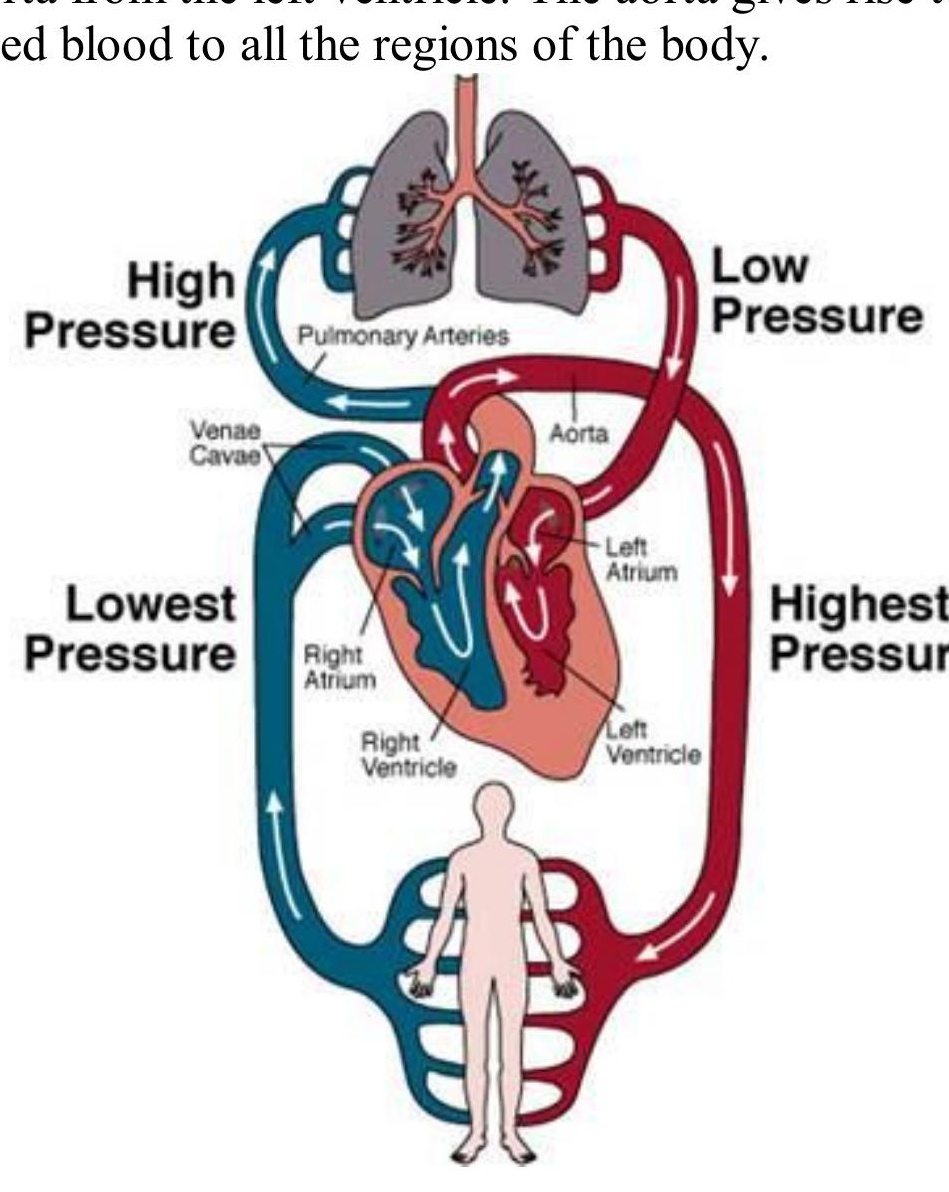 rta from the left ventricle. The aorta gives rise t
ed blood to all the regions of the body.
High
Pressure
Low
Pressure
Pulmonary Arteries
Venae
Cavae
Aorta
Left
Atrium
Lowest
Pressure
Highest
Pressur
Right
Atrium
Right
Ventricle
Left
Ventricle